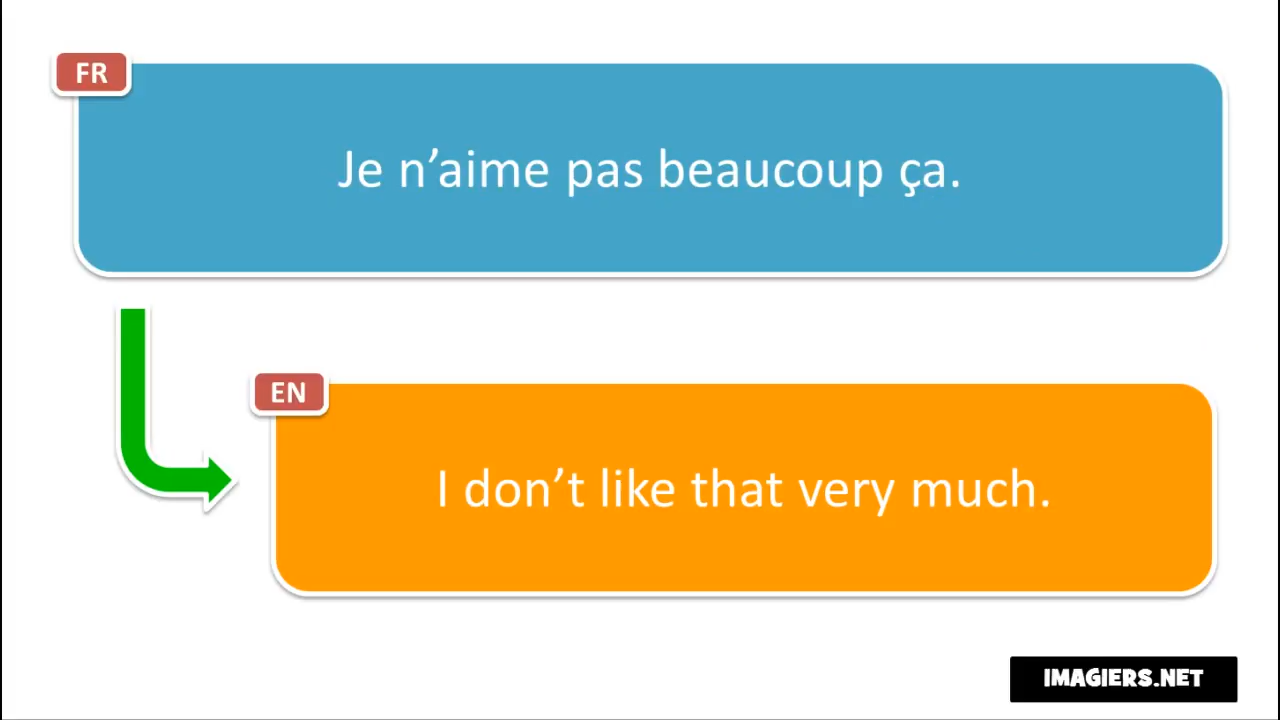 FR
Je n’aime pas beaucoup ça.
EN
I don’t like that very much.
IMAGIERS.NET